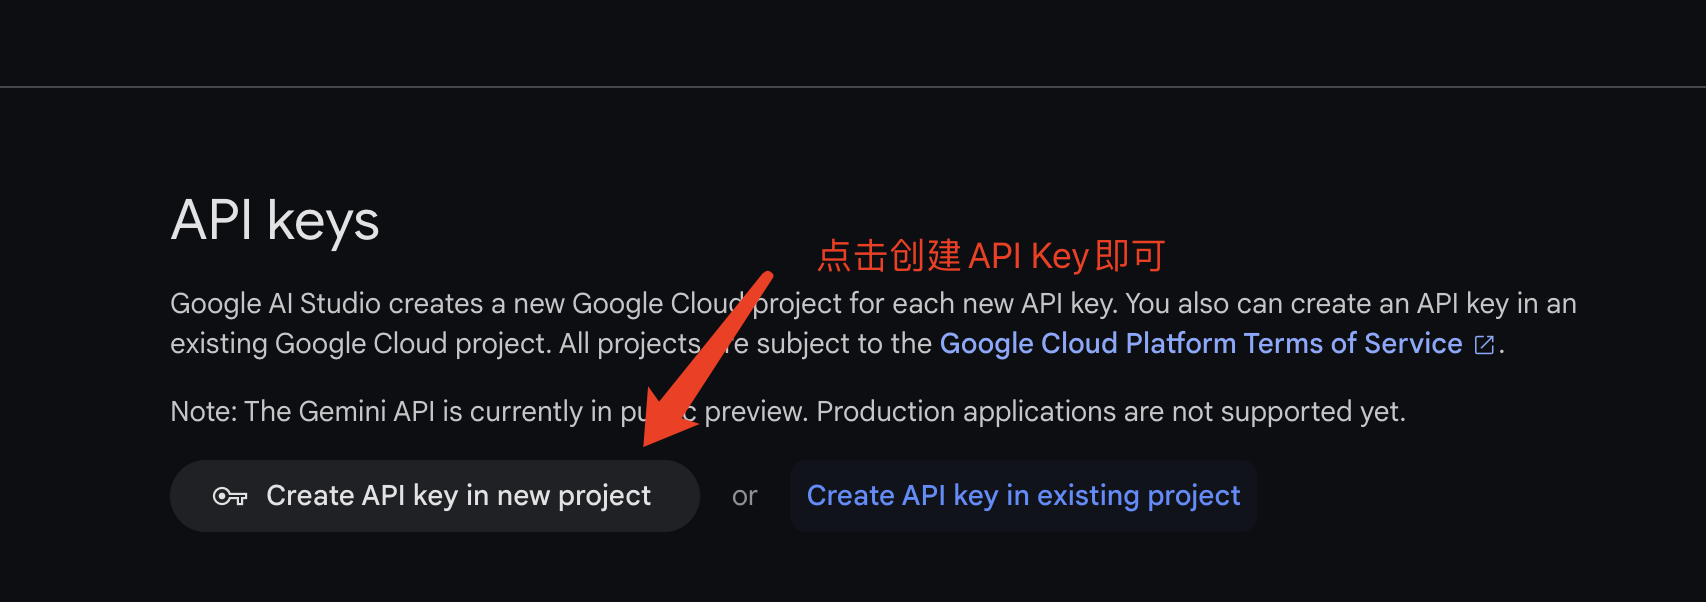 API keys
点击创建 API Key 即可
Google AI Studio creates a new Google Cloud project for each new API key. You also can create an API key in an
existing Google Cloud project. All projects are subject to the Google Cloud Platform Terms of Service.
Note: The Gemini API is currently in public preview. Production applications are not supported yet.
Create API key in new project or Create API key in existing project